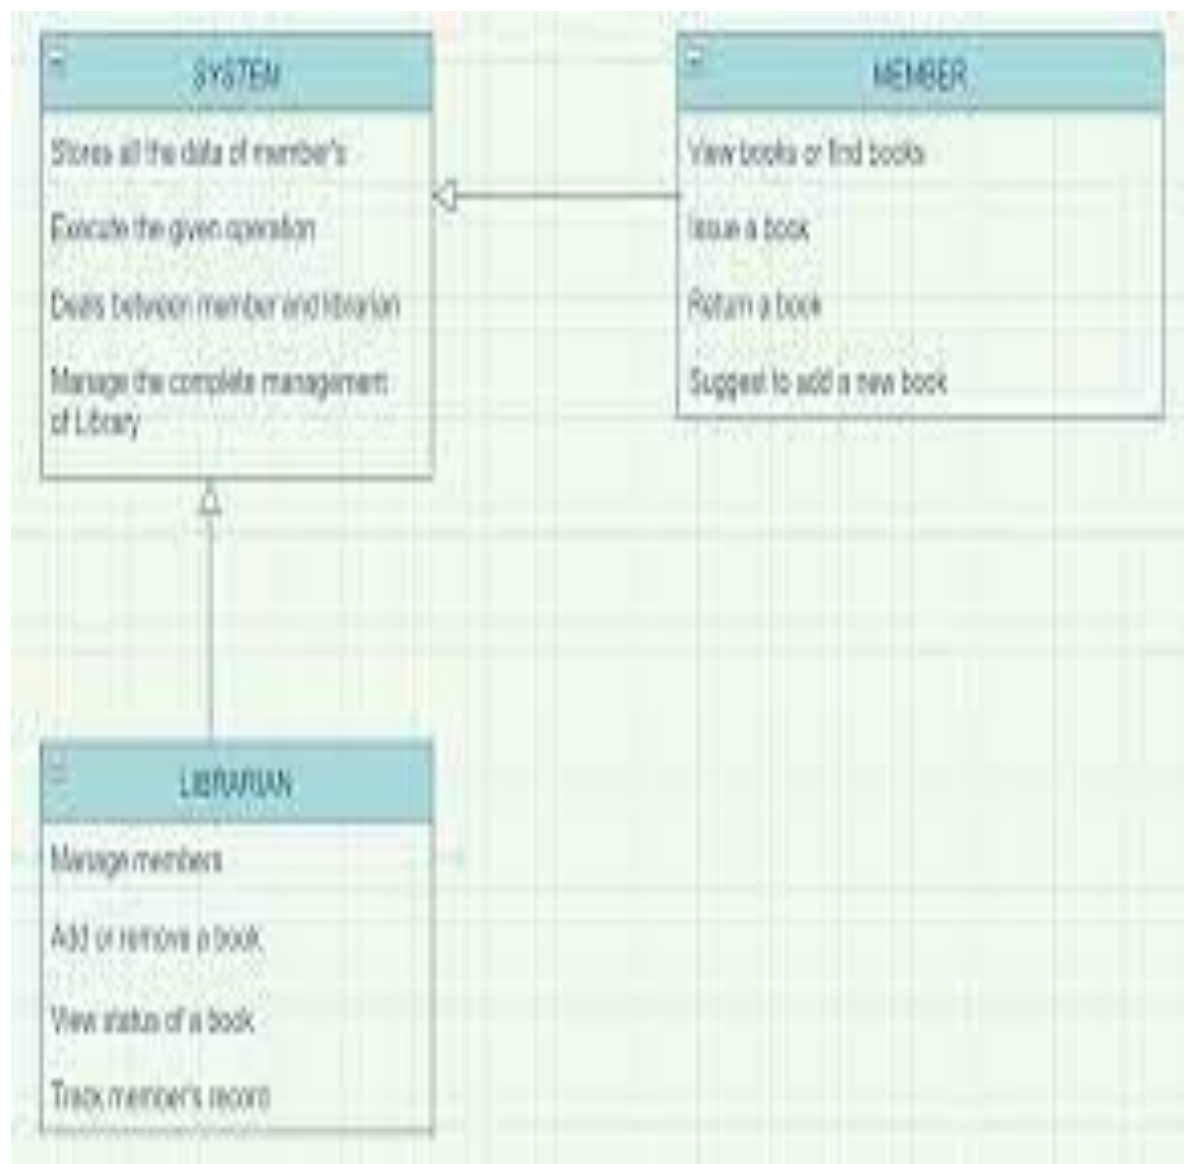 SYSTEM
Stores all the data of member's
Execute the given operation
Deals between member and librarian
Manage the complete management
of Library
MEMBER
View books or find books
Issue a book
Return a book
Suggest to add a new book
LIBRARIAN
Manage members
Add or remove a book
View status of a book
Track member's record